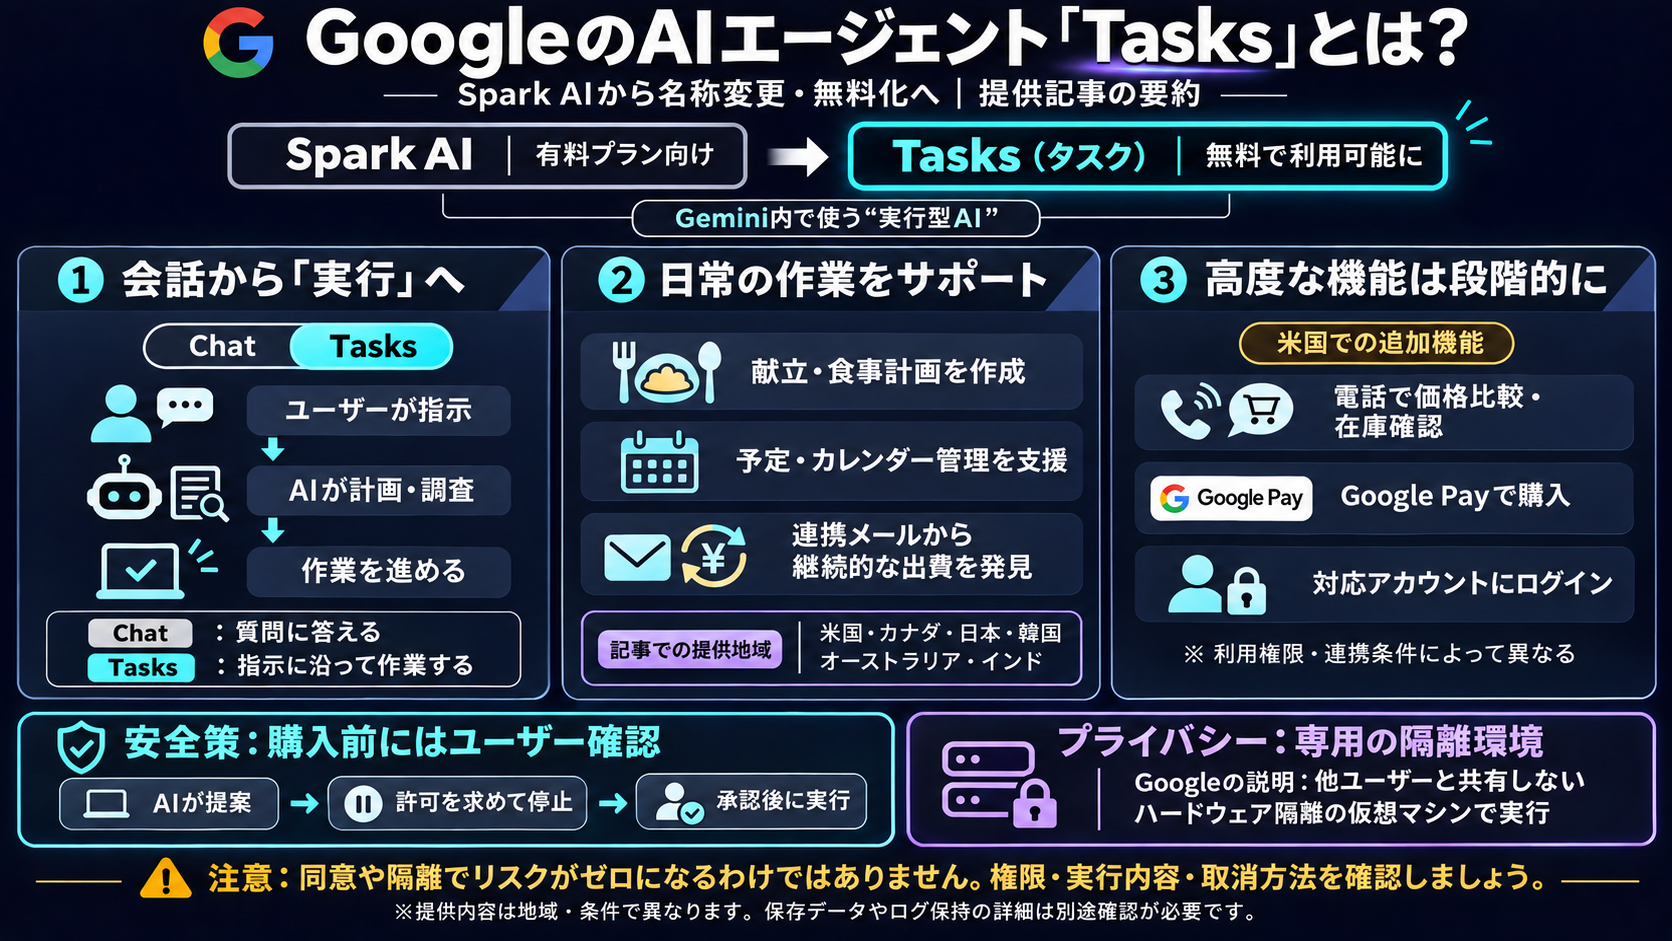 GoogleのAIエージェント「Tasks」とは？
Spark AIから名称変更・無料化へ｜提供記事の要約
Spark AI｜有料プラン向け
Tasks（タスク）｜無料で利用可能に
Gemini内で使う“実行型AI”
1 会話から「実行」へ
Chat Tasks
ユーザーが指示
AIが計画・調査
作業を進める
Chat：質問に答える
Tasks：指示に沿って作業する
2 日常の作業をサポート
献立・食事計画を作成
予定・カレンダー管理を支援
連携メールから
継続的な出費を発見
¥
記事での提供地域
米国・カナダ・日本・韓国
オーストラリア・インド
3 高度な機能は段階的に
米国での追加機能
電話で価格比較・
在庫確認
G Google Pay
Google Payで購入
対応アカウントにログイン
※ 利用権限・連携条件によって異なる
安全策：購入前にはユーザー確認
AIが提案
許可を求めて停止
承認後に実行
プライバシー：専用の隔離環境
Googleの説明：他ユーザーと共有しない
ハードウェア隔離の仮想マシンで実行
注意：同意や隔離でリスクがゼロになるわけではありません。権限・実行内容・取消方法を確認しましょう。
※提供内容は地域・条件で異なります。保存データやログ保持の詳細は別途確認が必要です。